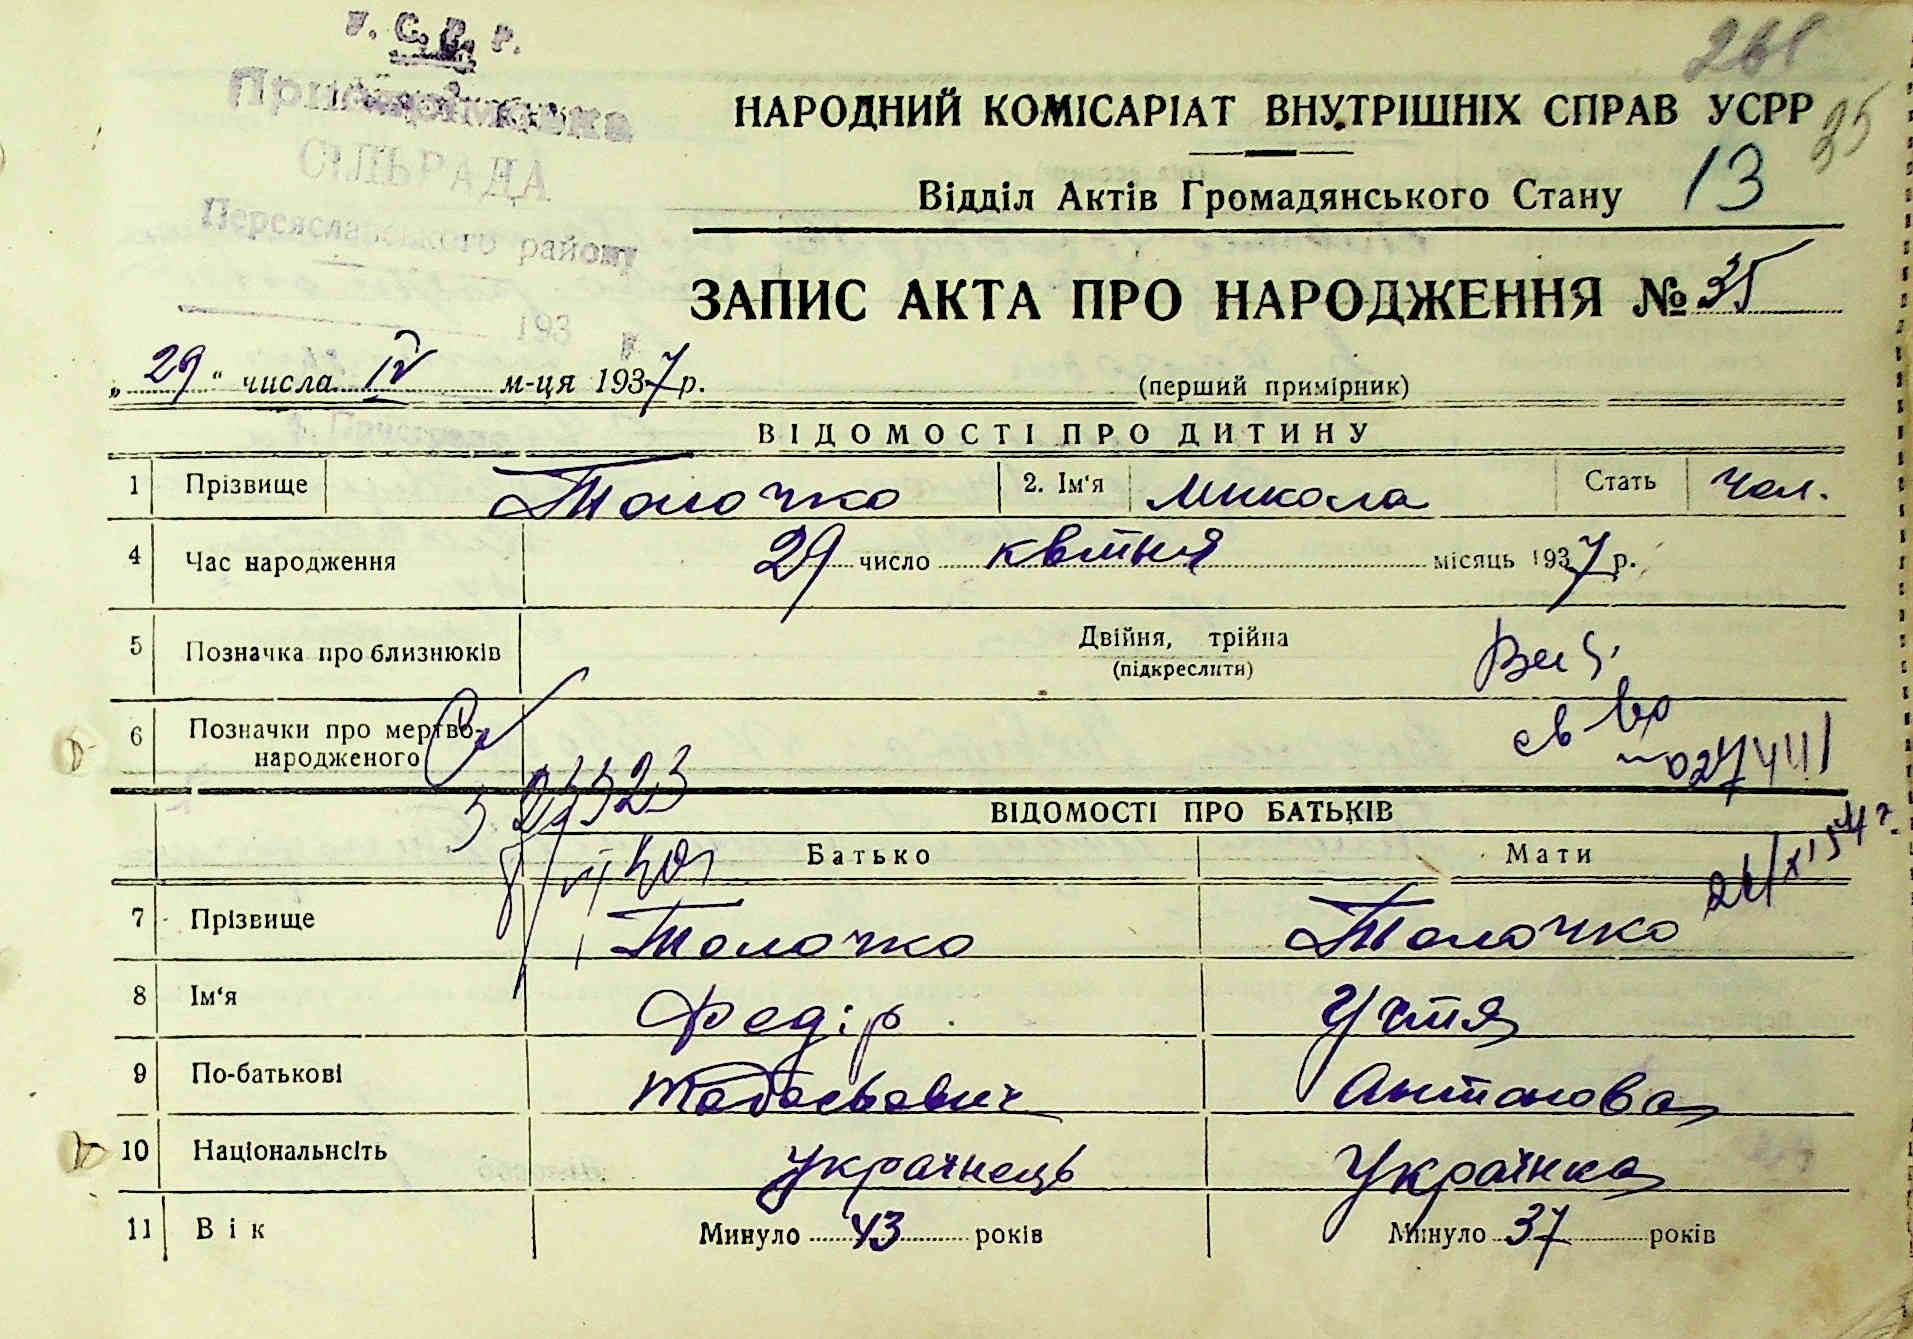 У. С. Р. Р.
СІЛЬРАДА
Переяславського району
193 р.
261
35
НАРОДНИЙ КОМІСАРІАТ ВНУТРІШНІХ СПРАВ УСРР
Відділ Актів Громадянського Стану 13
ЗАПИС АКТА ПРО НАРОДЖЕННЯ № 35
„29“ числа IV м-ця 1937 р. (перший примірник)
ВІДОМОСТІ ПРО ДИТИНУ
1 Прізвище Толочко 2. Ім'я Микола Стать Чол.
4 Час народження 29 число квітня місяць 1937 р.
5 Позначка про близнюків Двійня, трійна
(підкреслити)
6 Позначки про мертво-
народженого
027441
ВІДОМОСТІ ПРО БАТЬКІВ
Батько Мати
7 Прізвище Толочко Толочко
8 Ім'я Федір Устя
9 По-батькові Антонова
10 Національнсіть Українець Українка
11 Вік Минуло 43 років Минуло 37 років